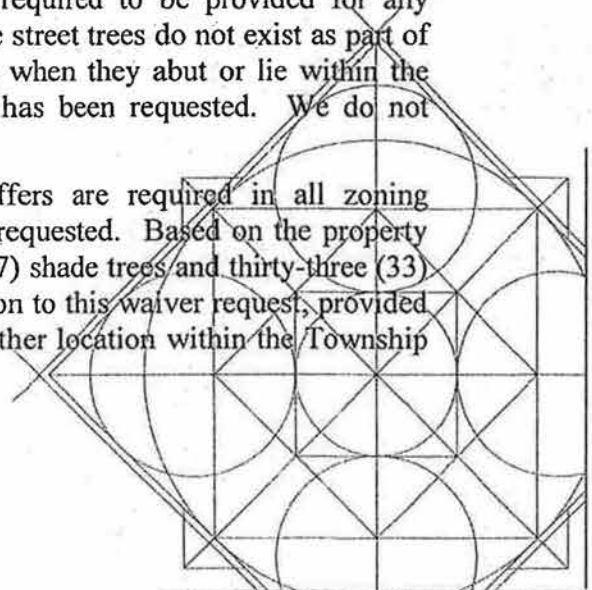 required to be provided for any
e street trees do not exist as part of
when they abut or lie within the
has been requested. We do not
ffers are required in all zoning
requested. Based on the property
7) shade trees and thirty-three (33)
on to this waiver request, provided
ther location within the Township